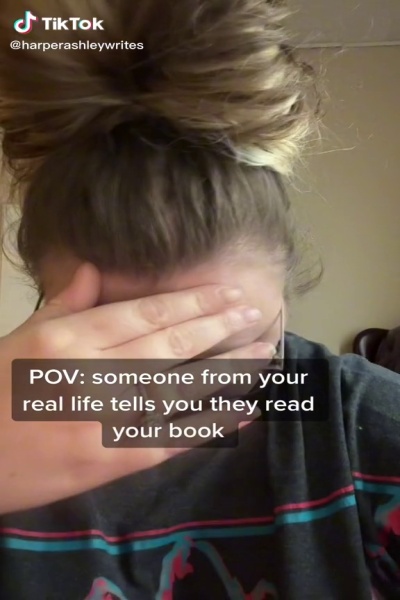 TikTok
@harperashleywrites
POV: someone from your
real life tells you they read
your book